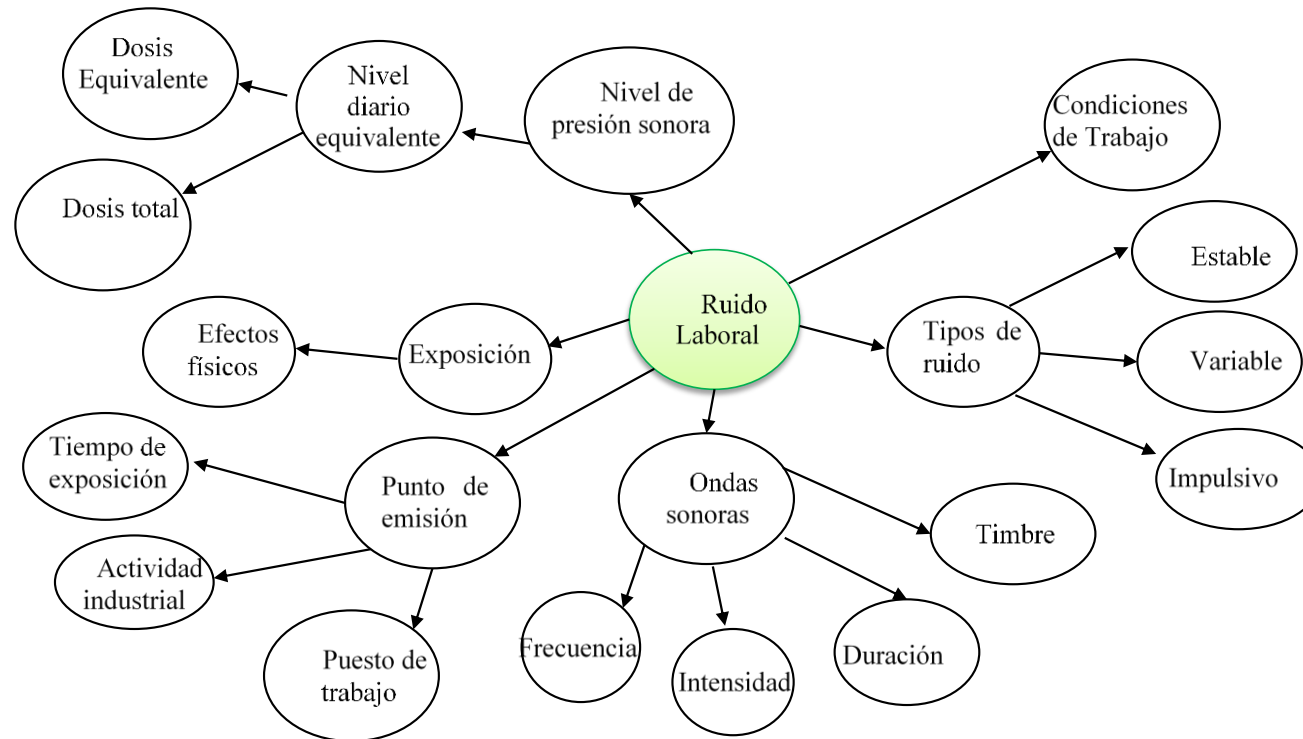 Dosis
Equivalente
Nivel
diario
equivalente
Nivel de
presión sonora
Condiciones
de Trabajo
Dosis total
Estable
Ruido
Laboral
Efectos
físicos
Exposición
Tipos de
ruido
Variable
Tiempo de
exposición
Punto de
emisión
Ondas
sonoras
Impulsivo
Timbre
Actividad
industrial
Puesto de
trabajo
Frecuencia
Intensidad
Duración